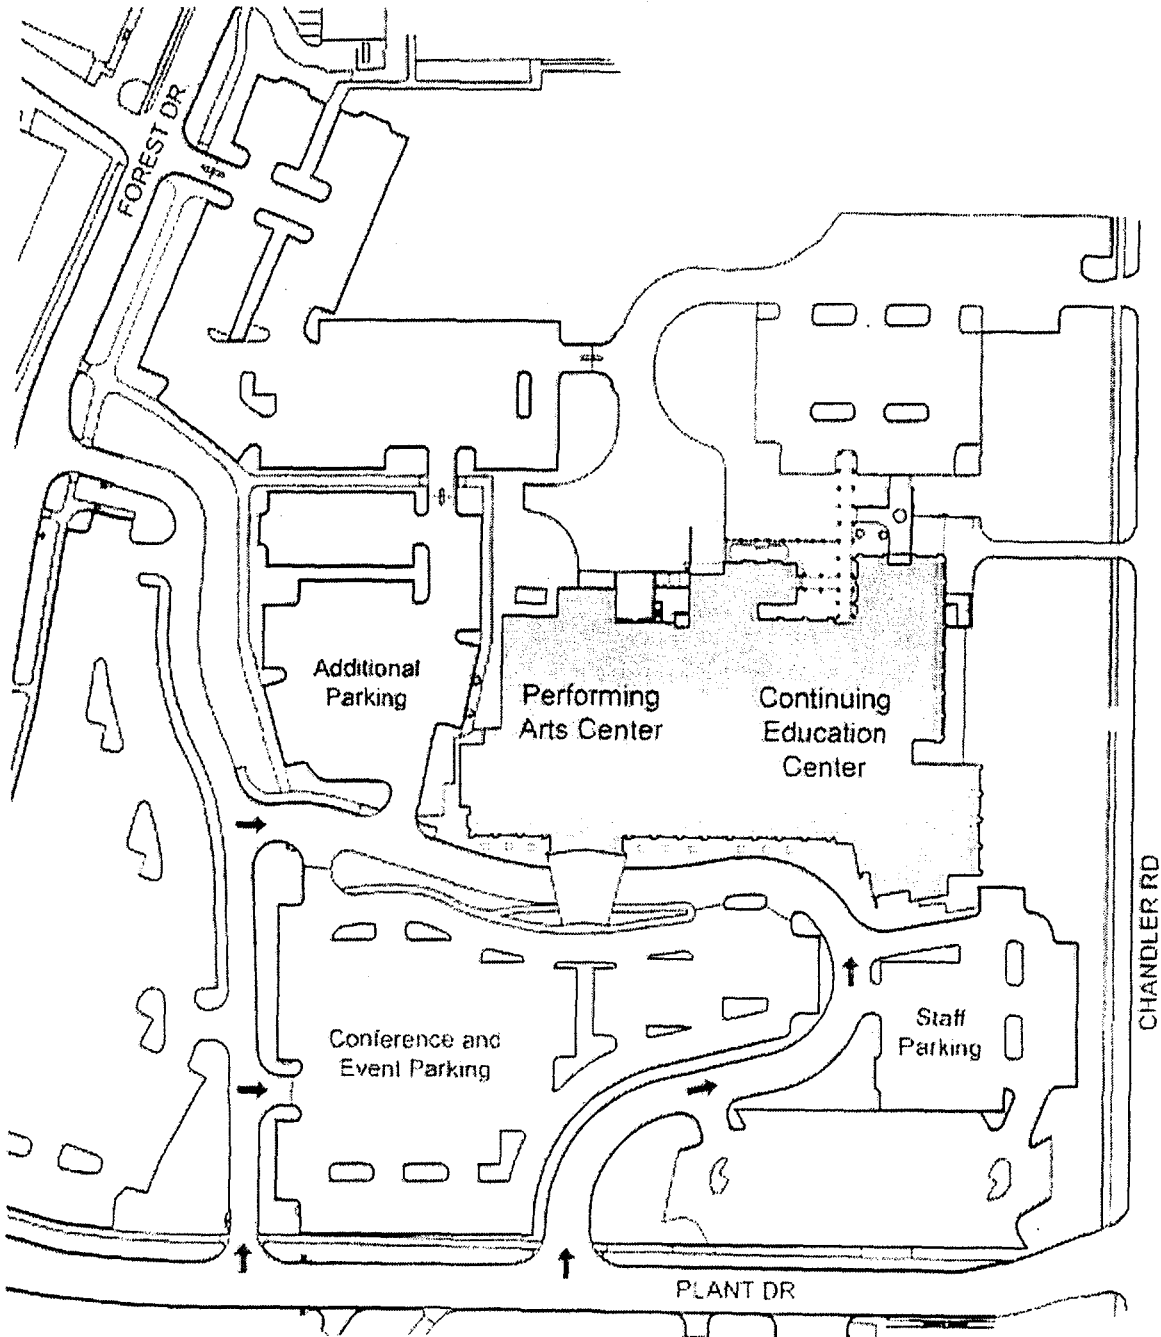 FOREST DR
Additional
Parking
Performing
Arts Center
Continuing
Education
Center
CHANDLER RD
Conference and
Event Parking
Staff
Parking
PLANT DR